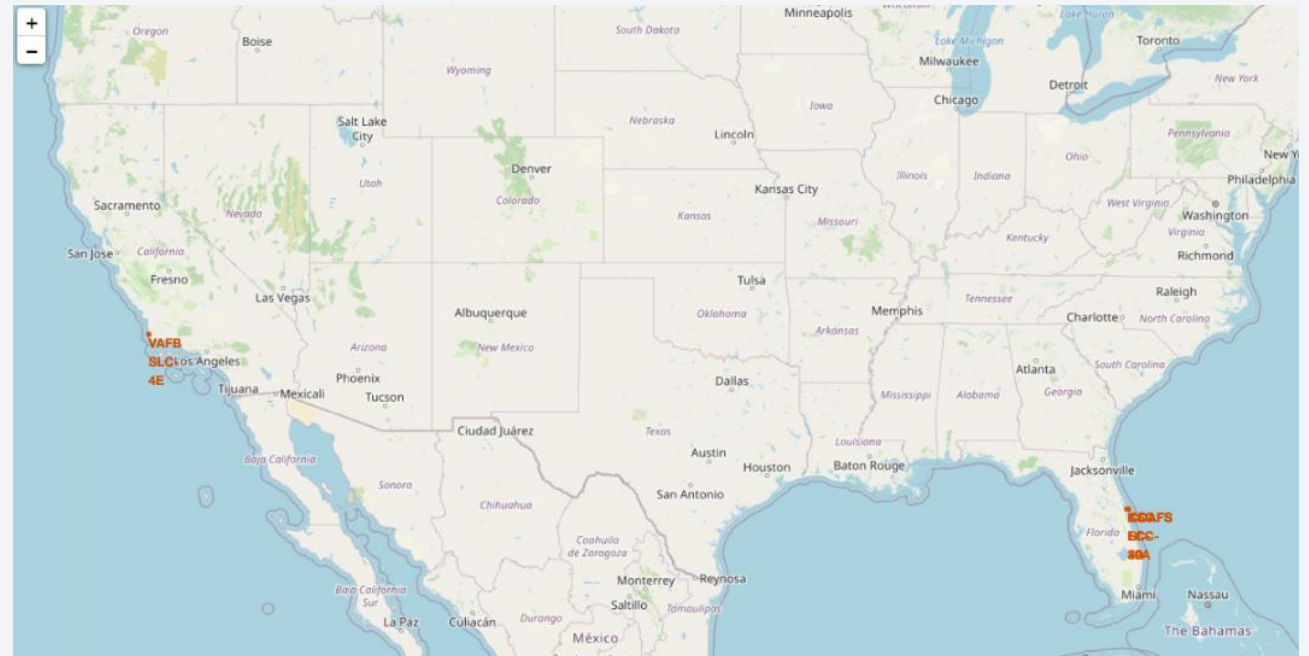 +
−
Oregon
Boise
South Dakota
Minneapolis
Lake Huron
Toronto
Lake Michigan
Milwaukee
Wyoming
Detroit
New York
Chicago
Iowa
Salt Lake
City
Nebraska
Lincoln
Pennsylvania
Ohio
New Y
Denver
Utah
Colorado
Illinois
Indiana
Philadelphia
Kansas City
Sacramento
Nevada
Kansas
Missouri
West Virginia
Washington
Virginia
Kentucky
San Jose
California
Richmond
Fresno
Tulsa
Las Vegas
Raleigh
Tennessee
Albuquerque
Oklahoma
Memphis
Charlotte
North Carolina
Arkansas
VAFB
SLC-
4E
Los Angeles
Arizona
New Mexico
Atlanta
South Carolina
Phoenix
Dallas
Tijuana
Mexicali
Tucson
Mississippi
Alabama
Georgia
Ciudad Juárez
Texas
Louisiana
Austin
Baja California
Houston
Baton Rouge
Jacksonville
Sonora
San Antonio
Chihuahua
Florida
Coahuila
de Zaragoza
Monterrey
Reynosa
Baja California
Sur
Saltillo
Tamaulipas
Miami
Nassau
La Paz
Culiacán
Durango
México
The Bahamas